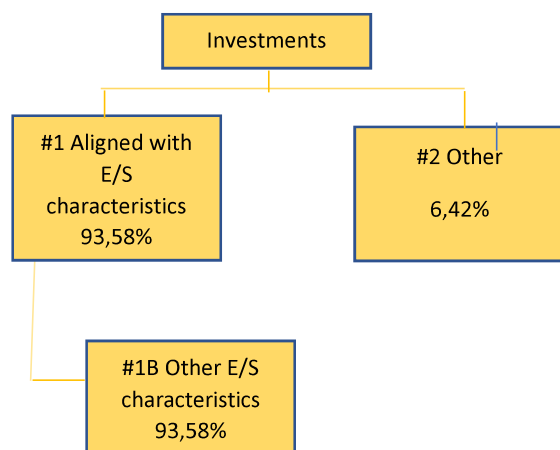 Investments
#1 Aligned with
E/S
characteristics
93,58%
#2 Other
6,42%
#1B Other E/S
characteristics
93,58%